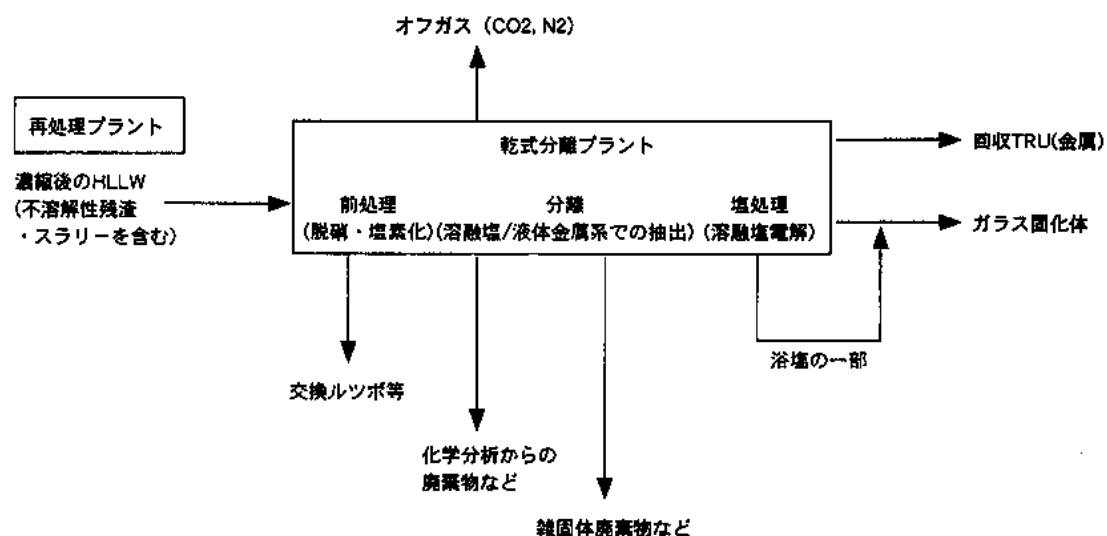 オフガス (CO2, N2)
再処理プラント
乾式分離プラント
回収TRU(金属)
濃縮後のHLLW
(不溶解性残渣
・スラリーを含む)
前処理
分離
塩処理
(脱硝・塩素化)(溶融塩/液体金属系での抽出)(溶融塩電解)
ガラス固化体
浴塩の一部
交換ルツボ等
化学分析からの
廃棄物など
雑固体廃棄物など